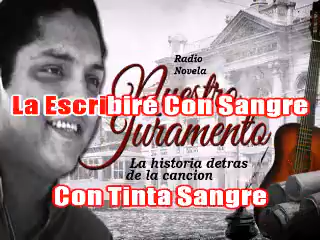 Radio
Novela
Nuestro
La Escribiré Con Sangre
Juramento
La historia detras
de la cancion
Con Tinta Sangre